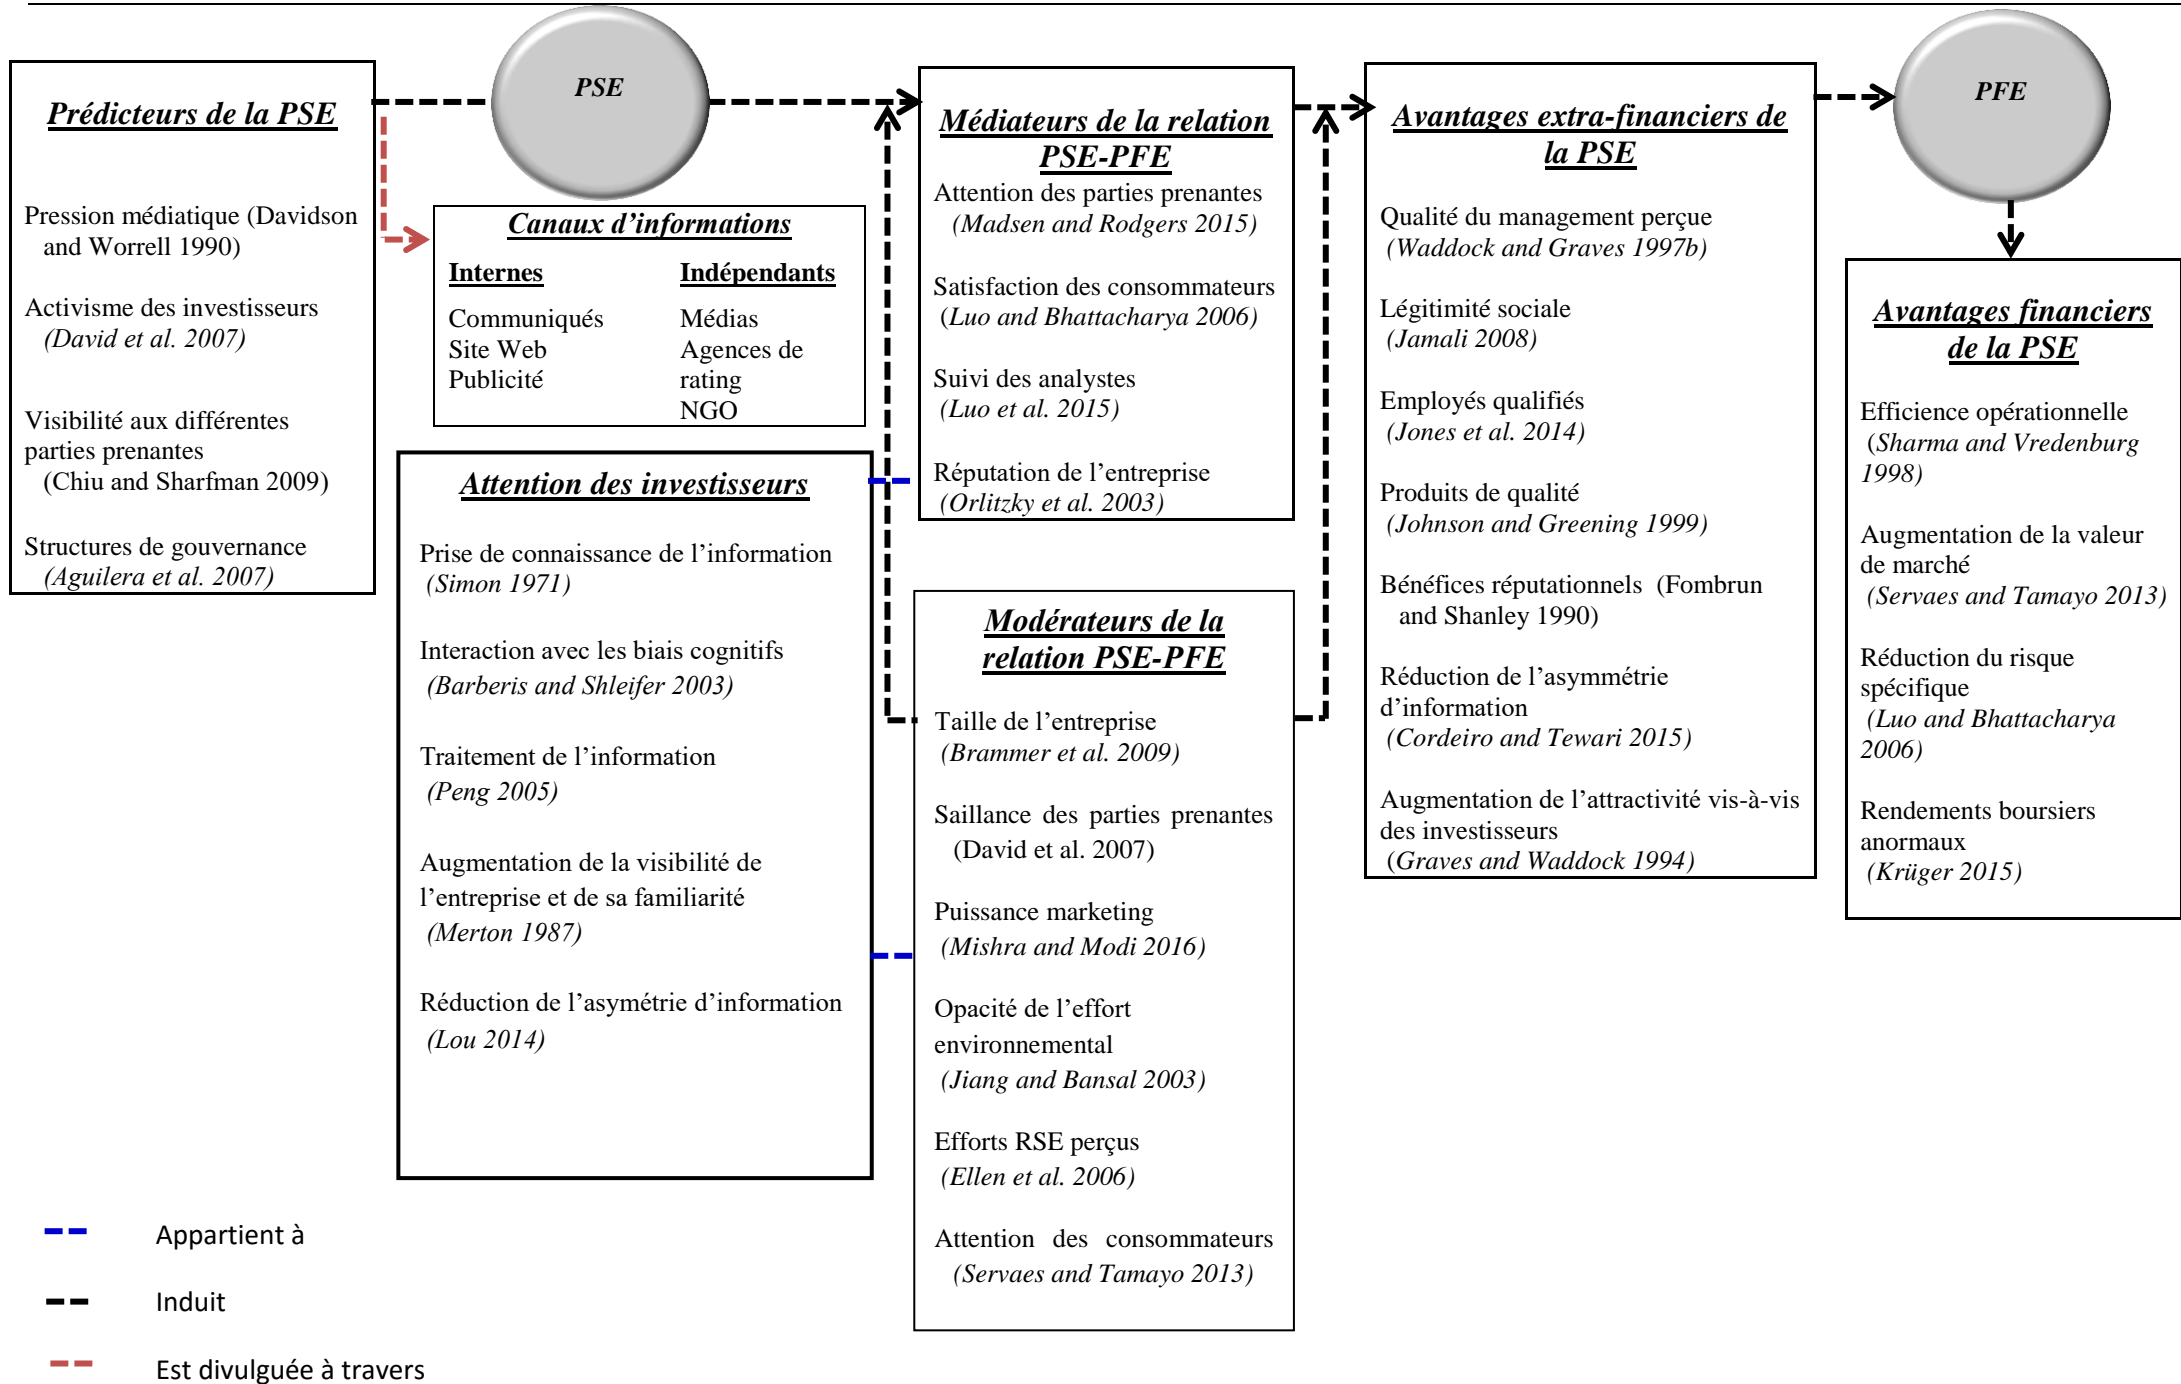 Prédicteurs de la PSE
Pression médiatique (Davidson
and Worrell 1990)
Activisme des investisseurs
(David et al. 2007)
Visibilité aux différentes
parties prenantes
(Chiu and Sharfman 2009)
Structures de gouvernance
(Aguilera et al. 2007)
PSE
Canaux d’informations
Internes
Communiqués
Site Web
Publicité
Indépendants
Médias
Agences de
rating
NGO
Attention des investisseurs
Prise de connaissance de l’information
(Simon 1971)
Interaction avec les biais cognitifs
(Barberis and Shleifer 2003)
Traitement de l’information
(Peng 2005)
Augmentation de la visibilité de
l’entreprise et de sa familiarité
(Merton 1987)
Réduction de l’asymétrie d’information
(Lou 2014)
Médiateurs de la relation
PSE-PFE
Attention des parties prenantes
(Madsen and Rodgers 2015)
Satisfaction des consommateurs
(Luo and Bhattacharya 2006)
Suivi des analystes
(Luo et al. 2015)
Réputation de l’entreprise
(Orlitzky et al. 2003)
Modérateurs de la
relation PSE-PFE
Taille de l’entreprise
(Brammer et al. 2009)
Saillance des parties prenantes
(David et al. 2007)
Puissance marketing
(Mishra and Modi 2016)
Opacité de l’effort
environnemental
(Jiang and Bansal 2003)
Efforts RSE perçus
(Ellen et al. 2006)
Attention des consommateurs
(Servaes and Tamayo 2013)
Avantages extra-financiers de
la PSE
Qualité du management perçue
(Waddock and Graves 1997b)
Légitimité sociale
(Jamali 2008)
Employés qualifiés
(Jones et al. 2014)
Produits de qualité
(Johnson and Greening 1999)
Bénéfices réputationnels (Fombrun
and Shanley 1990)
Réduction de l’asymmétrie
d’information
(Cordeiro and Tewari 2015)
Augmentation de l’attractivité vis-à-vis
des investisseurs
(Graves and Waddock 1994)
PFE
Avantages financiers
de la PSE
Efficience opérationnelle
(Sharma and Vredenburg
1998)
Augmentation de la valeur
de marché
(Servaes and Tamayo 2013)
Réduction du risque
spécifique
(Luo and Bhattacharya
2006)
Rendements boursiers
anormaux
(Krüger 2015)
Appartient à
Induit
Est divulguée à travers